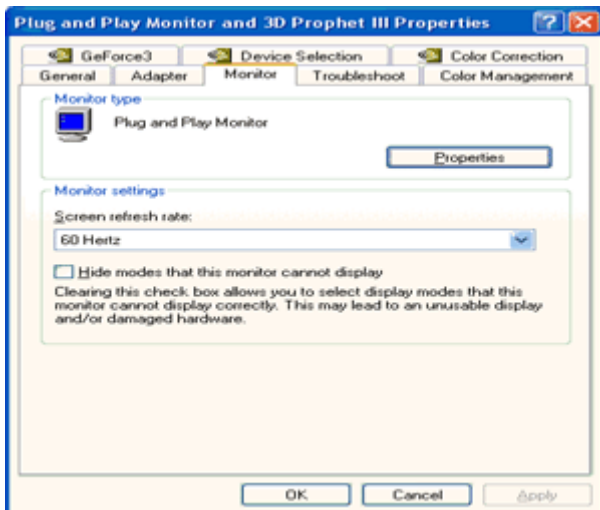 Plug and Play Monitor and 3D Prophet III Properties
GeForce3 Device Selection Color Correction
General Adapter Monitor Troubleshoot Color Management
Monitor type
Plug and Play Monitor
Properties
Monitor settings
Screen refresh rate:
60 Hertz
Hide modes that this monitor cannot display
Clearing this check box allows you to select display modes that this
monitor cannot display correctly. This may lead to an unusable display
and/or damaged hardware.
OK Cancel Apply